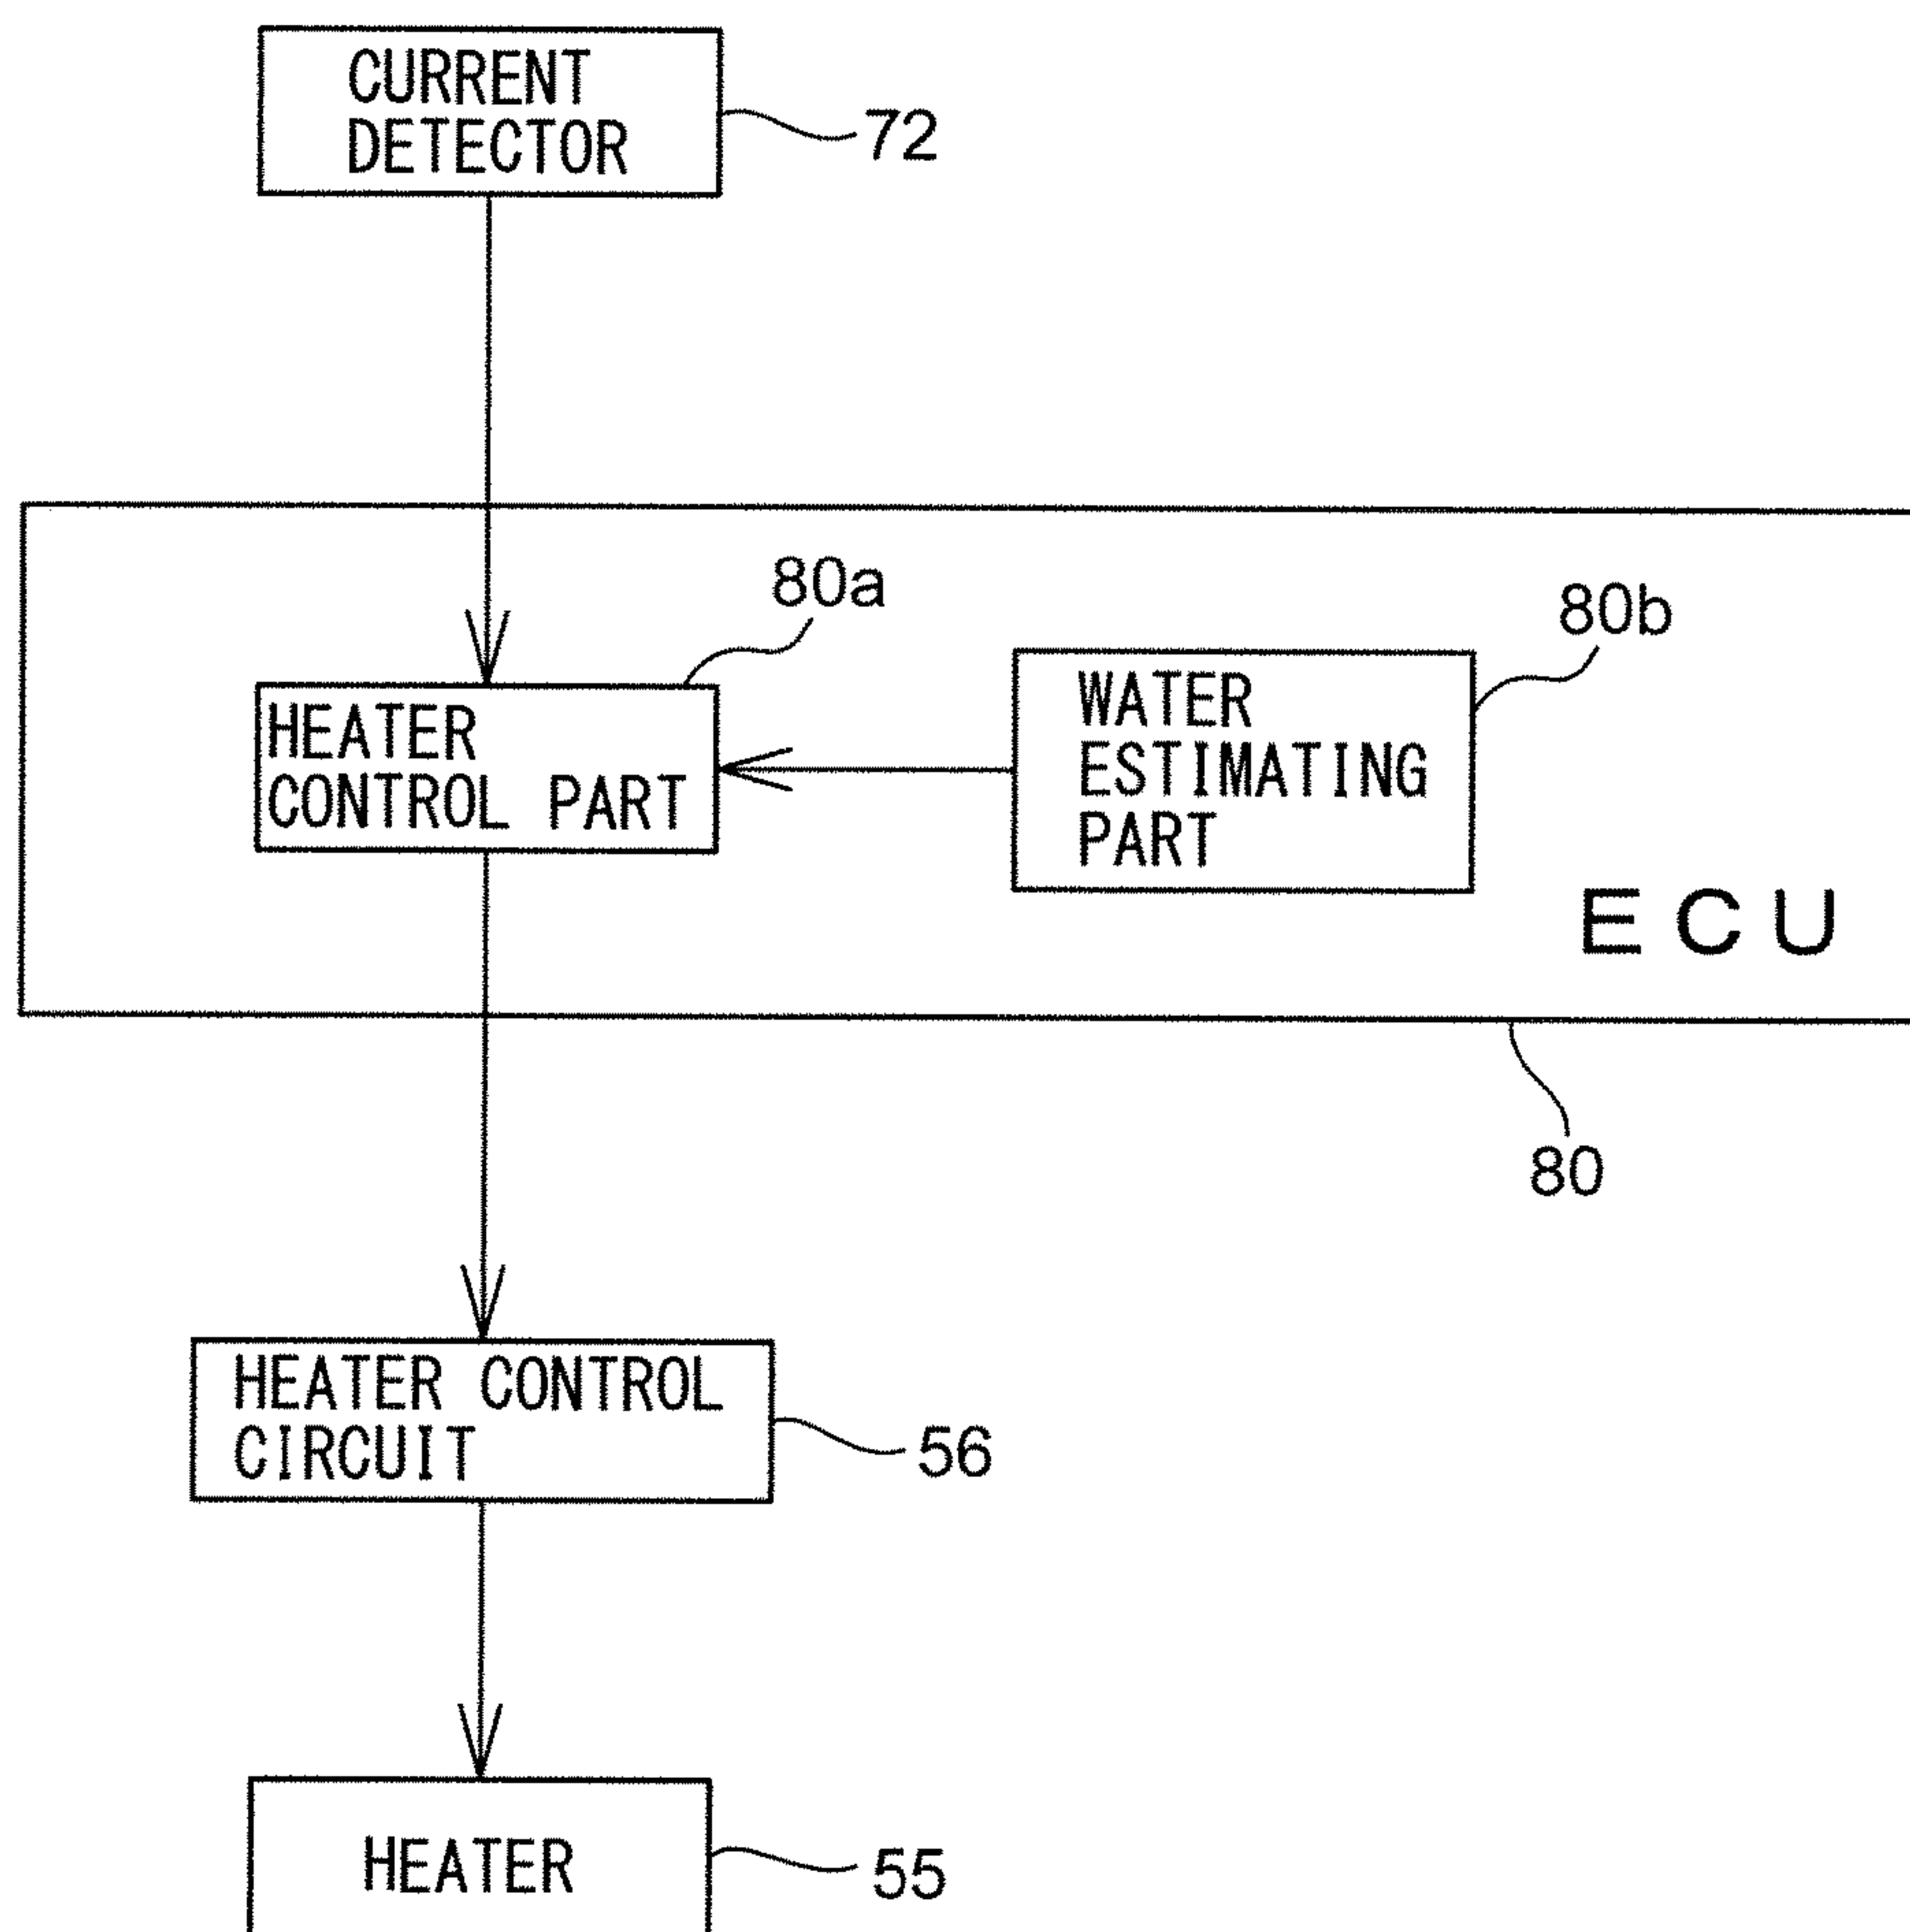 CURRENT
DETECTOR
72
80a
80b
HEATER
CONTROL PART
WATER
ESTIMATING
PART
ECU
80
HEATER CONTROL
CIRCUIT
56
HEATER
55